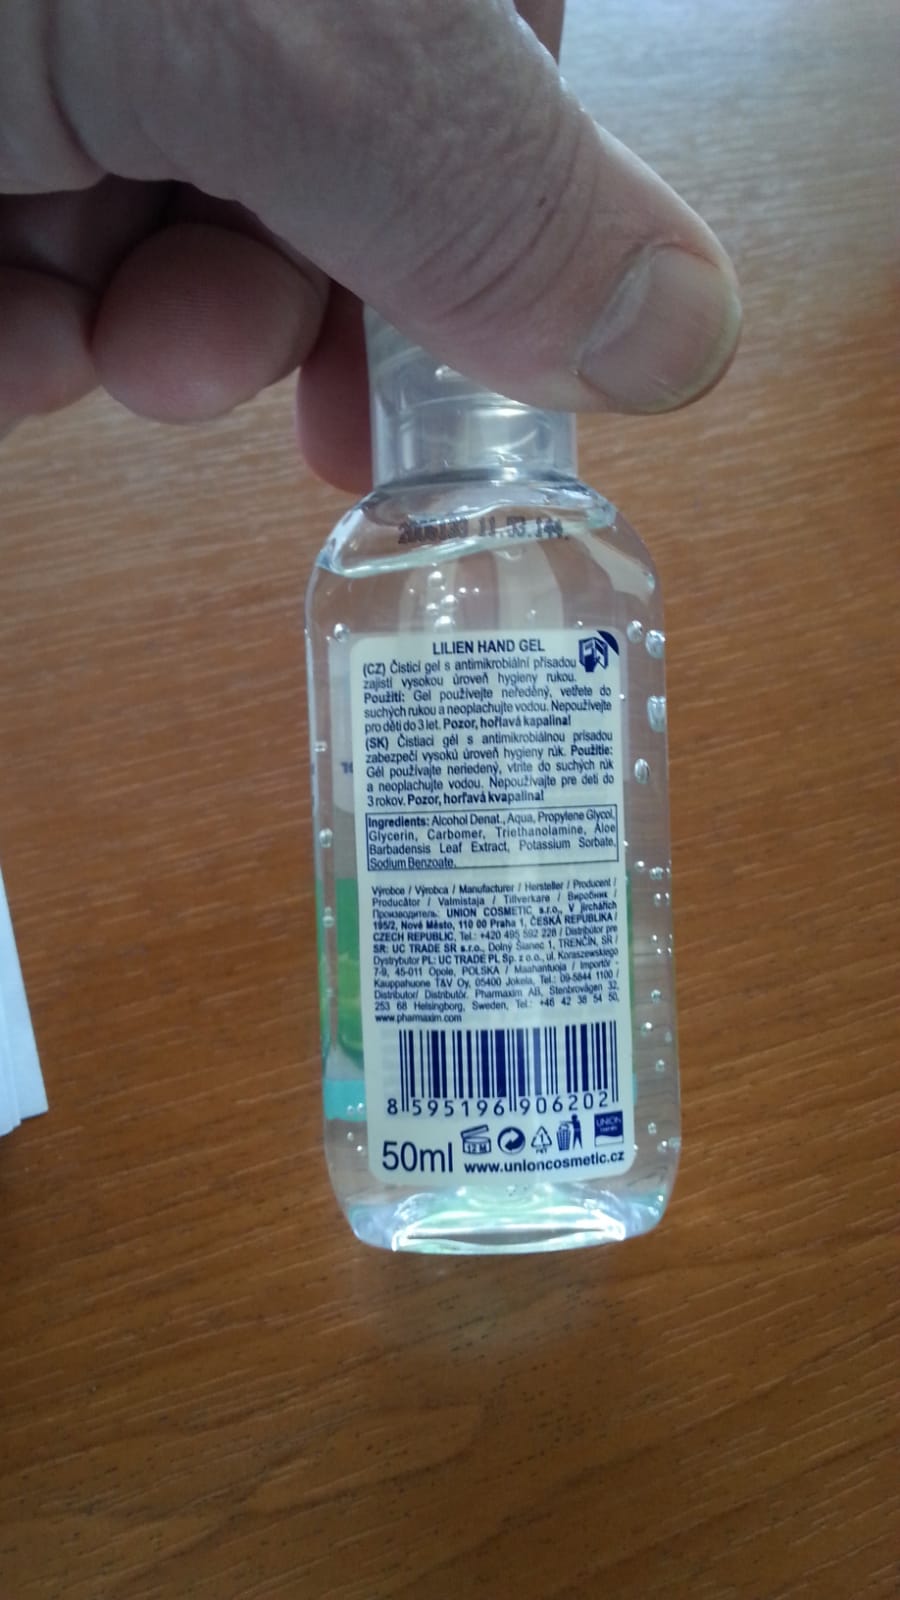 11.53.144.
LILIEN HAND GEL
(CZ) Čisticí gel s antimikrobiální přísadou
zajistí vysokou úroveň hygieny rukou.
Použití: Gel používejte neředěný, vetřete do
suchých rukou a neoplachujte vodou. Nepoužívejte
pro děti do 3 let. Pozor, hořlavá kapalina!
(SK) Čistiaci gél s antimikrobiálnou prísadou
zabezpečí vysokú úroveň hygieny rúk. Použitie:
Gél používajte neriedený, vtrite do suchých rúk
a neoplachujte vodou. Nepoužívajte pre deti do
3 rokov. Pozor, horľavá kvapalina!
Ingredients: Alcohol Denat., Aqua, Propylene Glycol,
Glycerin, Carbomer, Triethanolamine, Aloe
Barbadensis Leaf Extract, Potassium Sorbate,
Sodium Benzoate.
Výrobce / Výrobca / Manufacturer / Hersteller / Producent /
Producător / Valmistaja / Tillverkare / Виробник /
Производитель: UNION COSMETIC s.r.o., V jirchářích
195/2, Nové Město, 110 00 Praha 1, ČESKÁ REPUBLIKA /
CZECH REPUBLIC, Tel.: +420 495 592 228 / Distribútor pre
SR: UC TRADE SR s.r.o., Dolný Šianec 1, TRENČÍN, SR /
Dystrybutor PL: UC TRADE PL Sp. z o.o., ul. Koraszewskiego
7-9, 45-011 Opole, POLSKA / Maahantuoja / Importör -
Kauppahuone T&V Oy, 05400 Jokela, Tel.: 09-5844 1100 /
Distributor/ Distributör. Pharmaxim AB, Stenbrovägen 32,
253 68 Helsingborg, Sweden, Tel.: +46 42 38 54 50,
www.pharmaxim.com
8 595196 906202
50ml 12 M 1 PET UNION
www.unioncosmetic.cz